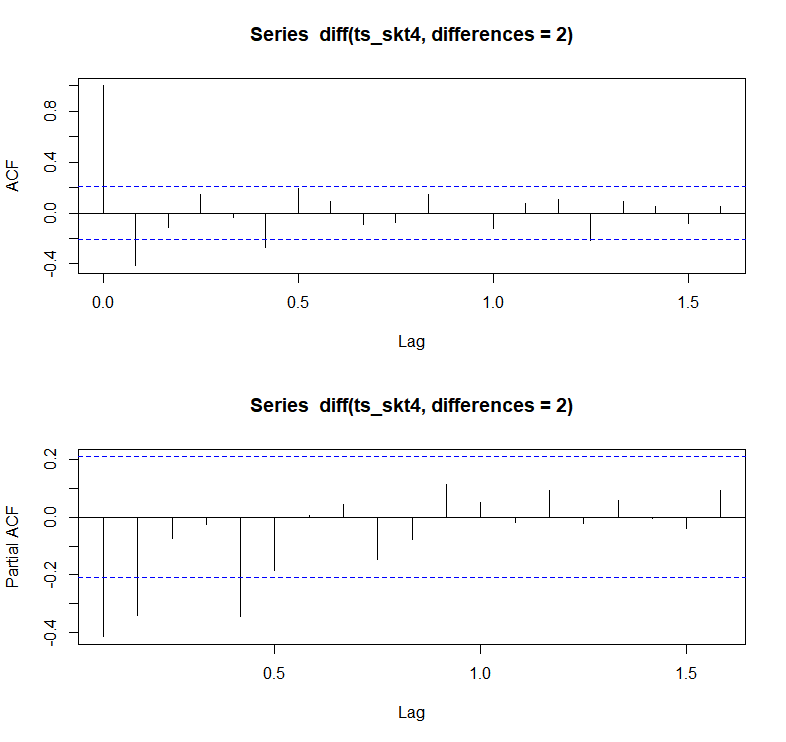 Series  diff(ts_skt4, differences = 2)
ACF
0.8
0.4
0.0
-0.4
0.0 0.5 1.0 1.5
Lag
Series  diff(ts_skt4, differences = 2)
Partial ACF
0.2
0.0
-0.2
-0.4
0.5 1.0 1.5
Lag